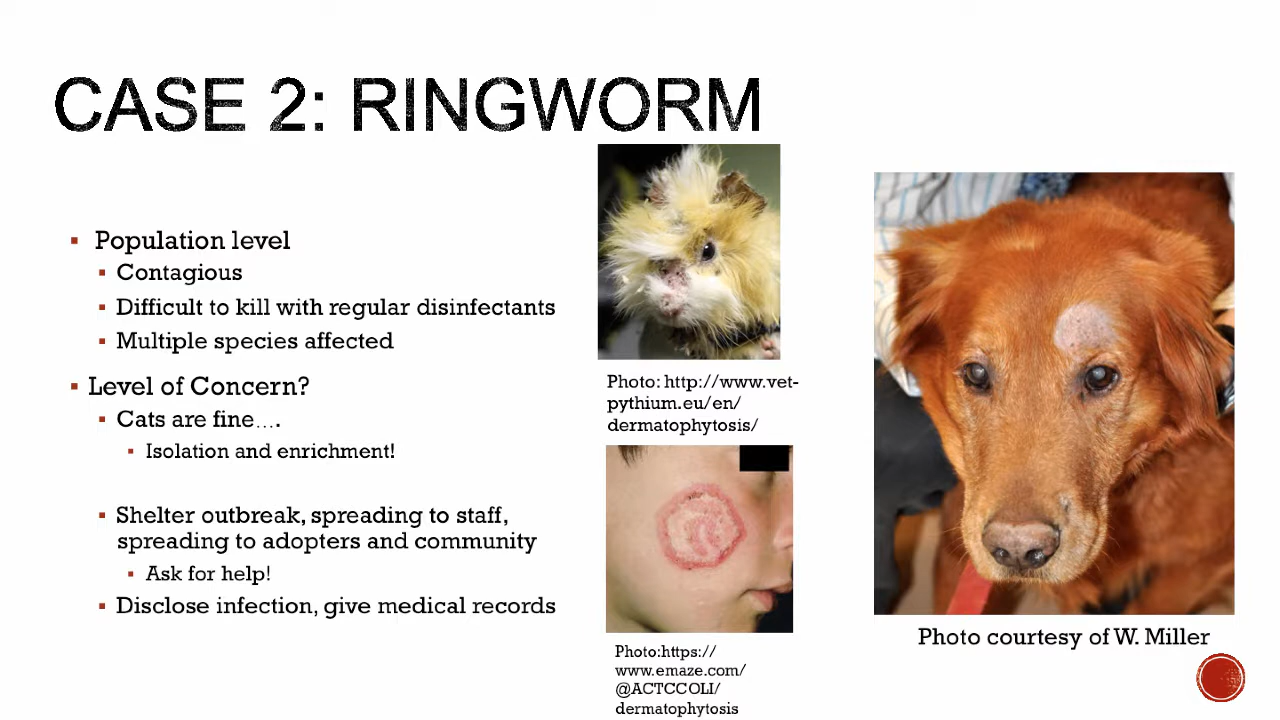 CASE 2: RINGWORM
Population level
Contagious
Difficult to kill with regular disinfectants
Multiple species affected
Level of Concern?
Cats are fine….
Isolation and enrichment!
Shelter outbreak, spreading to staff,
spreading to adopters and community
Ask for help!
Disclose infection, give medical records
Photo: http://www.vet-
pythium.eu/en/
dermatophytosis/
Photo:https://
www.emaze.com/
@ACTCCOLI/
dermatophytosis
Photo courtesy of W. Miller